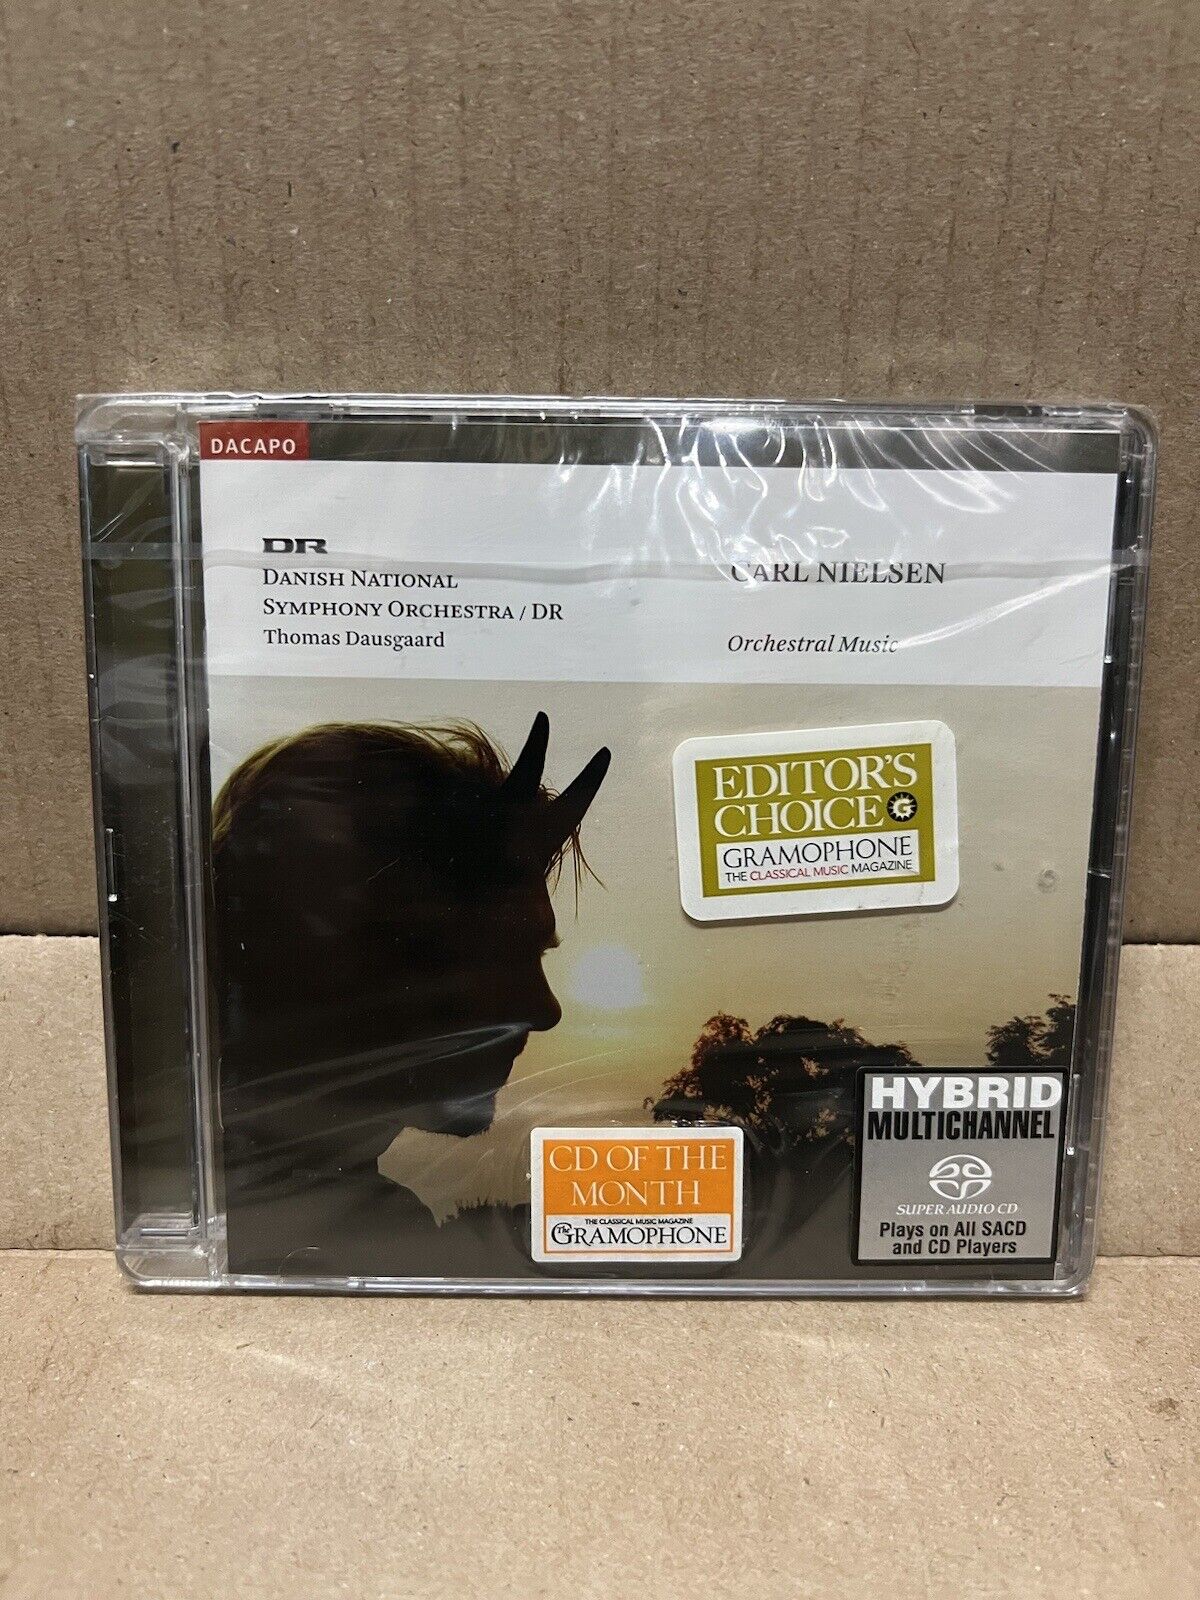 DACAPO
DR
DANISH NATIONAL
SYMPHONY ORCHESTRA / DR
Thomas Dausgaard
CARL NIELSEN
Orchestral Music
EDITOR'S
CHOICE G
GRAMOPHONE
THE CLASSICAL MUSIC MAGAZINE
CD OF THE
MONTH
THE CLASSICAL MUSIC MAGAZINE
The GRAMOPHONE
HYBRID
MULTICHANNEL
SUPER AUDIO CD
Plays on All SACD
and CD Players